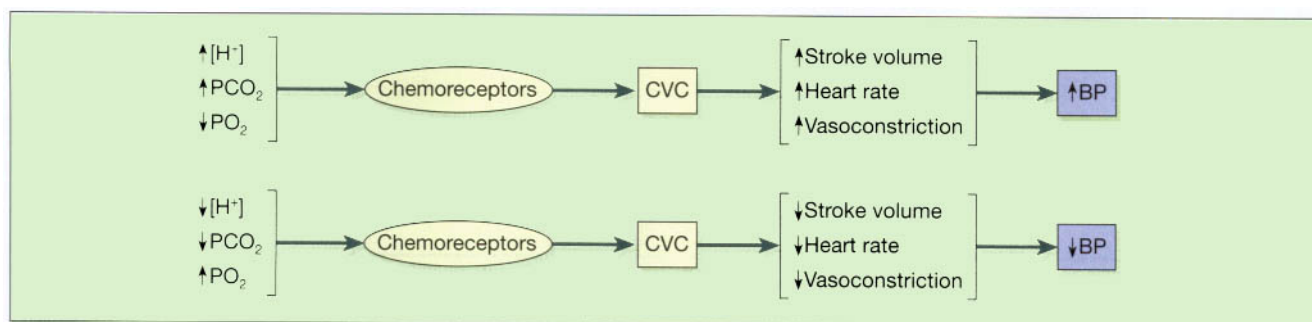 ↑[H⁺]
↑PCO₂
↓PO₂
Chemoreceptors
CVC
↑Stroke volume
↑Heart rate
↑Vasoconstriction
↑BP
↓[H⁺]
↓PCO₂
↑PO₂
Chemoreceptors
CVC
↓Stroke volume
↓Heart rate
↓Vasoconstriction
↓BP